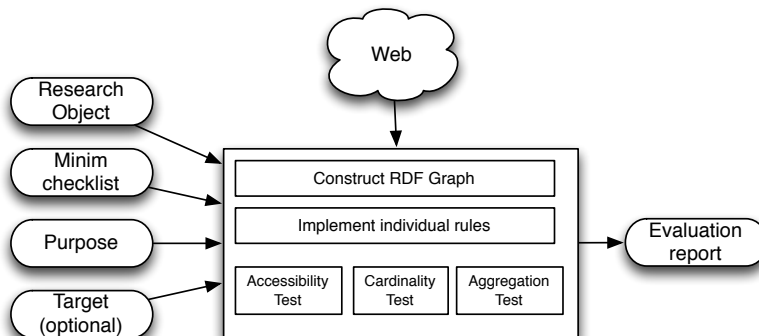 Web
Research
Object
Minim
checklist
Purpose
Target
(optional)
Construct RDF Graph
Implement individual rules
Accessibility
Test
Cardinality
Test
Aggregation
Test
Evaluation
report